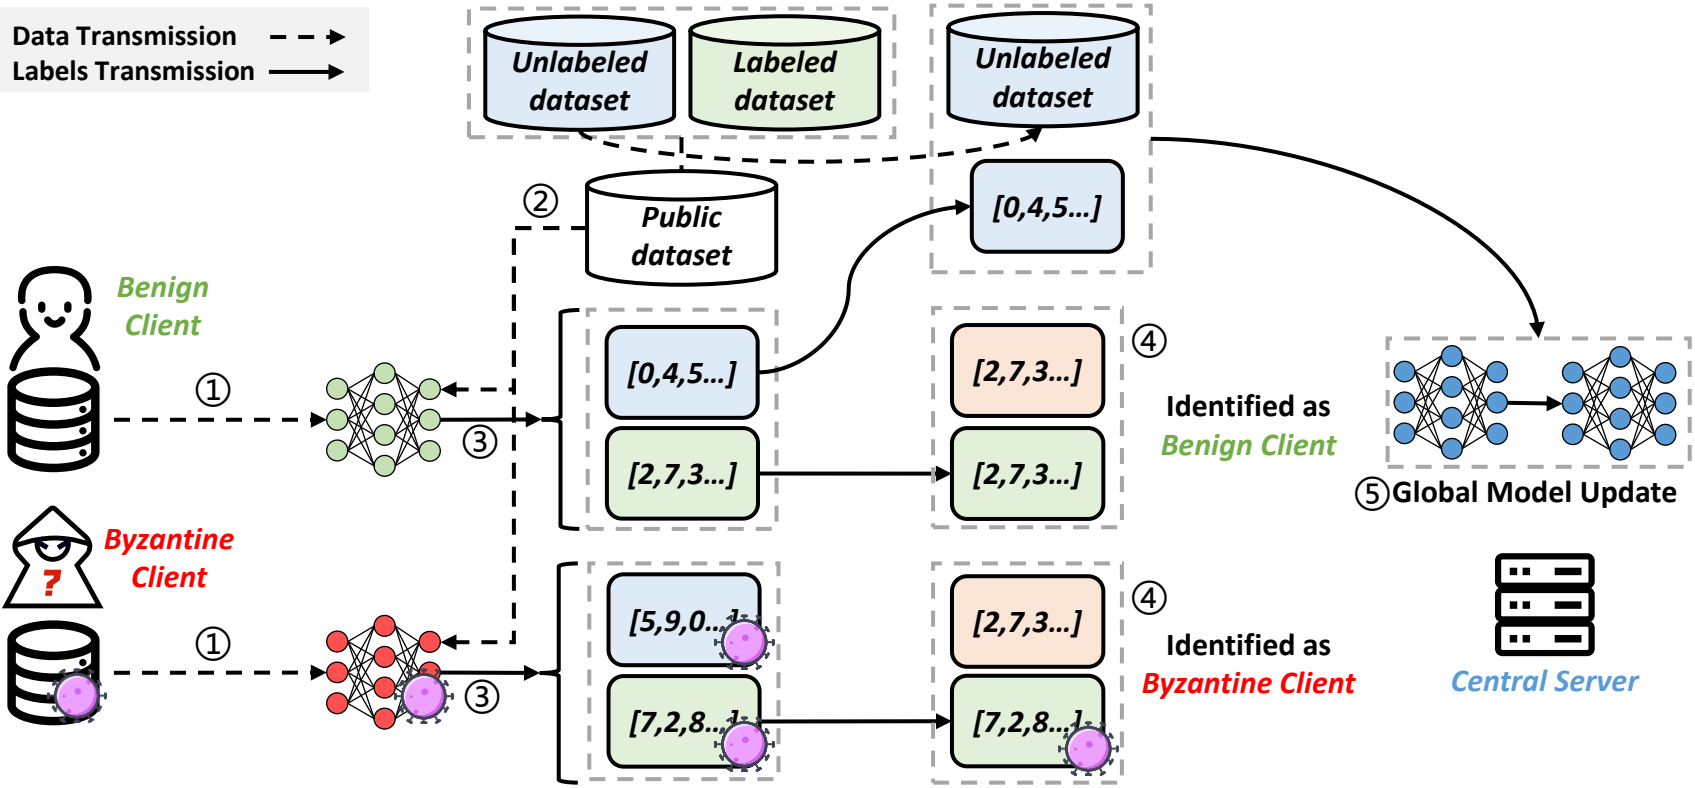 Data Transmission
Labels Transmission
Unlabeled
dataset
Labeled
dataset
Unlabeled
dataset
②
Public
dataset
[0,4,5...]
Benign
Client
①
③
[0,4,5...]
[2,7,3...]
[2,7,3...]
[2,7,3...]
④
Identified as
Benign Client
⑤Global Model Update
Byzantine
Client
?
①
③
[5,9,0...]
[7,2,8...]
[2,7,3...]
[7,2,8...]
④
Identified as
Byzantine Client
Central Server